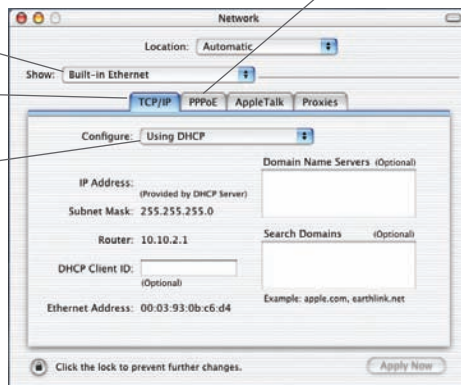 Network
Location: Automatic
Show: Built-in Ethernet
TCP/IP PPPoE AppleTalk Proxies
Configure: Using DHCP
Domain Name Servers (Optional)
IP Address:
(Provided by DHCP Server)
Subnet Mask: 255.255.255.0
Router: 10.10.2.1
Search Domains (Optional)
DHCP Client ID:
(Optional)
Ethernet Address: 00:03:93:0b:c6:d4
Example: apple.com, earthlink.net
Click the lock to prevent further changes.
Apply Now